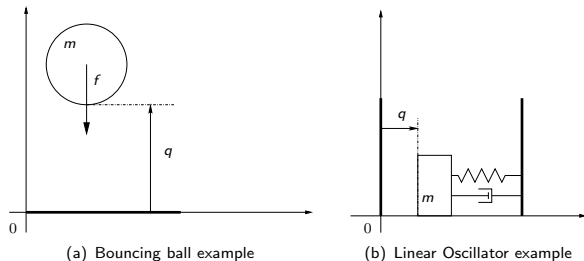 m
f
q
0
(a) Bouncing ball example
q
m
0
(b) Linear Oscillator example